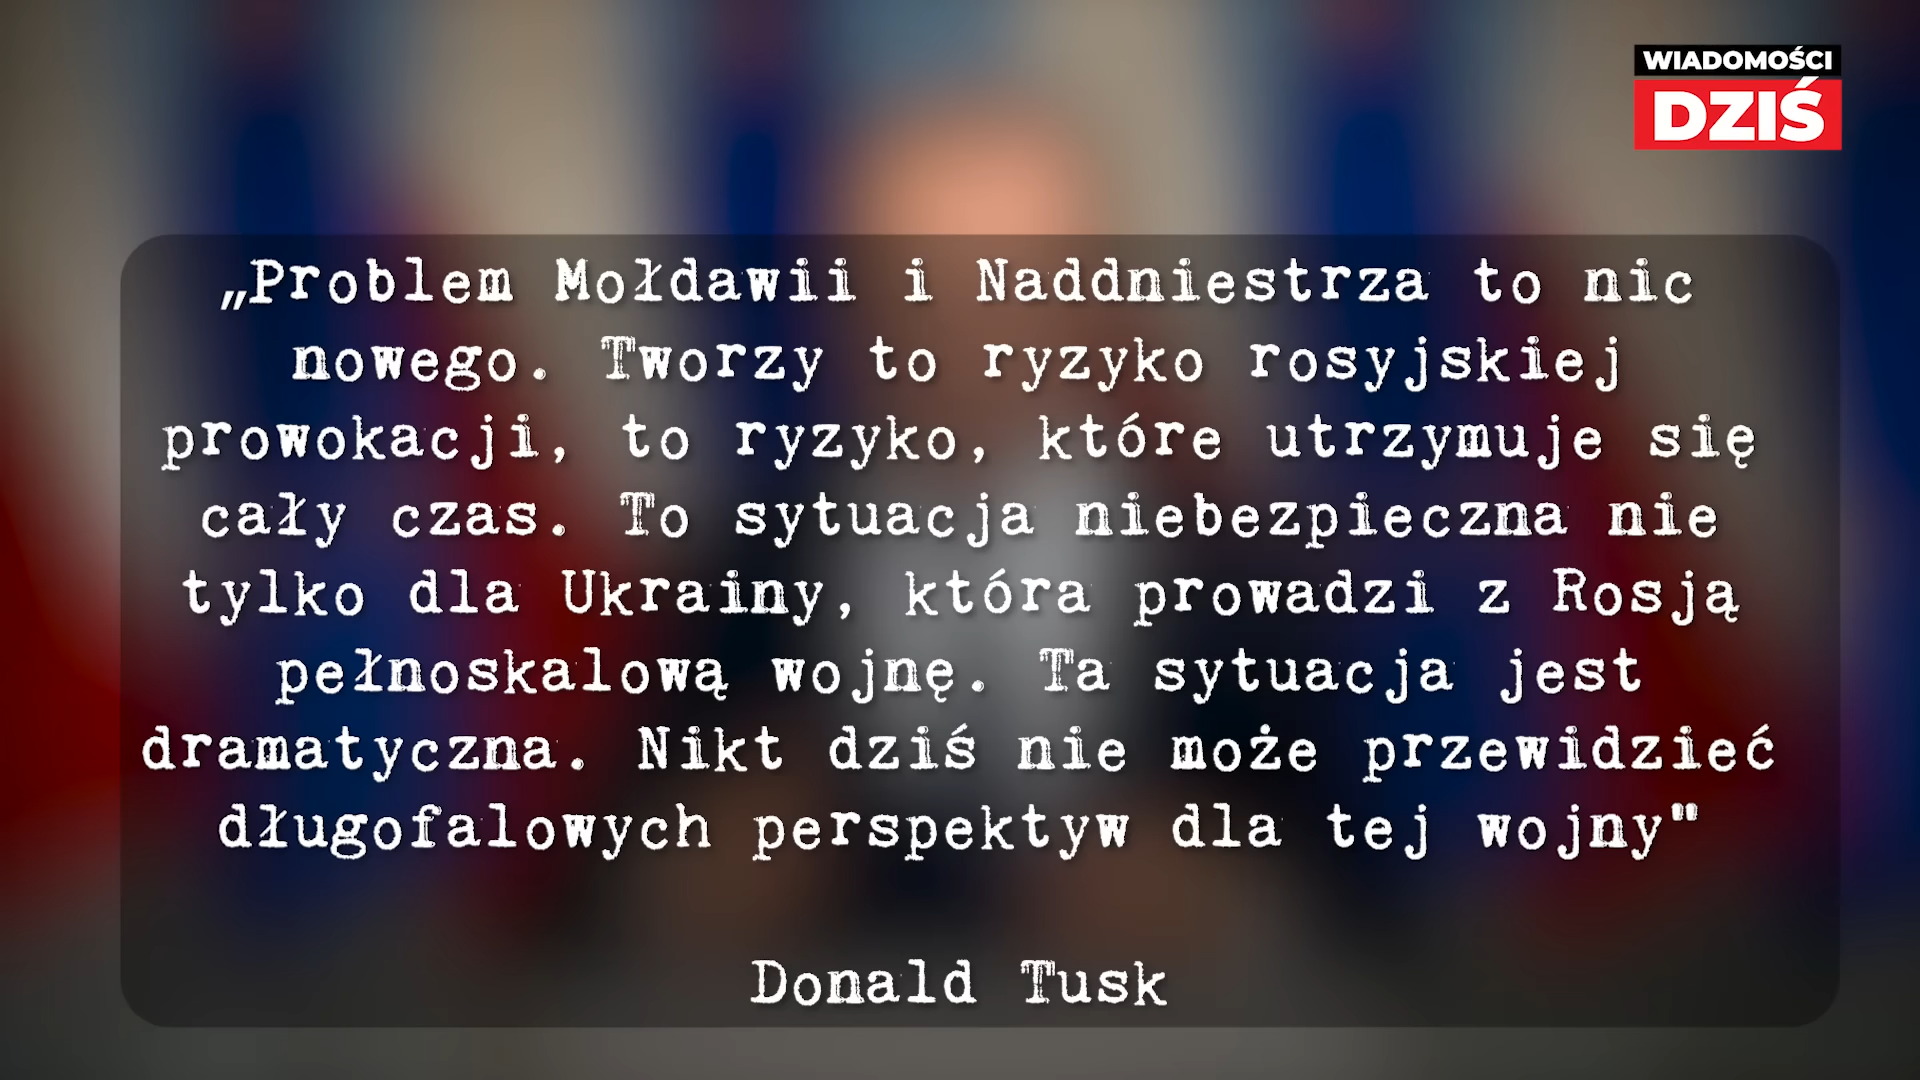 WIADOMOŚCI
DZIŚ
„Problem Mołdawii i Naddniestrza to nic
nowego. Tworzy to ryzyko rosyjskiej
prowokacji, to ryzyko, które utrzymuje się
cały czas. To sytuacja niebezpieczna nie
tylko dla Ukrainy, która prowadzi z Rosją
pełnoskalową wojnę. Ta sytuacja jest
dramatyczna. Nikt dziś nie może przewidzieć
długofalowych perspektyw dla tej wojny"
Donald Tusk